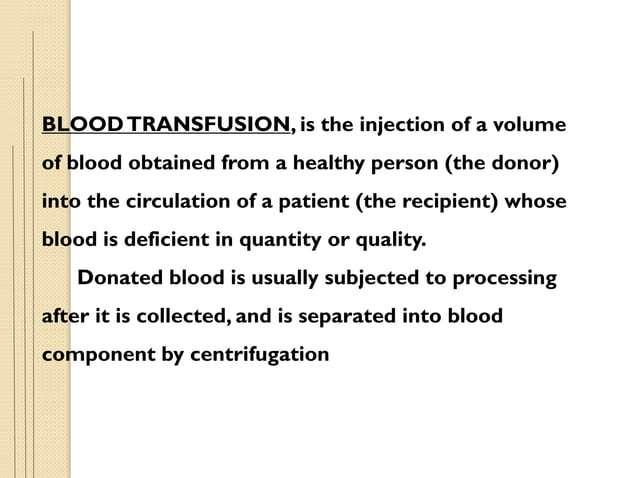 BLOOD TRANSFUSION, is the injection of a volume
of blood obtained from a healthy person (the donor)
into the circulation of a patient (the recipient) whose
blood is deficient in quantity or quality.
Donated blood is usually subjected to processing
after it is collected, and is separated into blood
component by centrifugation